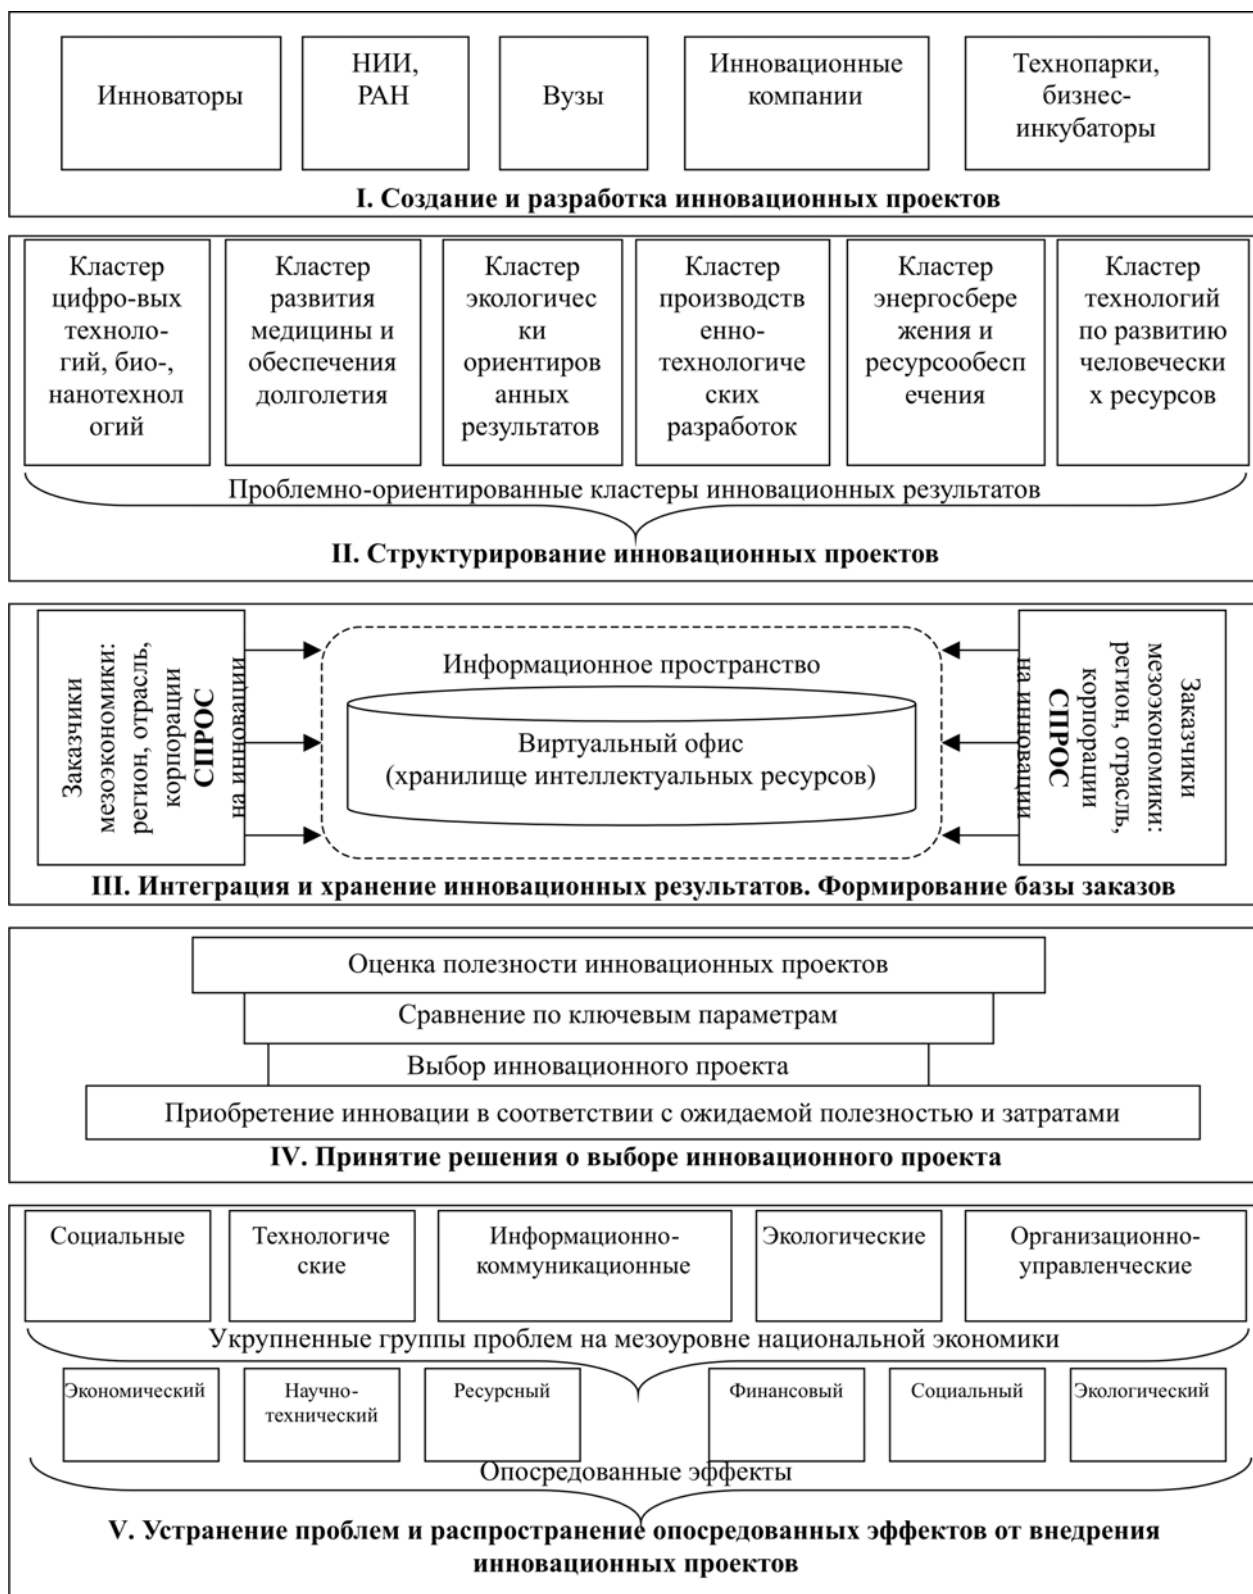 Инноваторы
НИИ,
РАН
Вузы
Инновационные
компании
Технопарки,
бизнес-
инкубаторы
I. Создание и разработка инновационных проектов
Кластер
цифро-вых
техноло-
гий, био-,
нанотехнол
огий
Кластер
развития
медицины и
обеспечения
долголетия
Кластер
экологичес
ки
ориентиров
анных
результатов
Кластер
производств
енно-
технологиче
ских
разработок
Кластер
энергосбере
жения и
ресурсообесп
ечения
Кластер
технологий
по развитию
человечески
х ресурсов
Проблемно-ориентированные кластеры инновационных результатов
II. Структурирование инновационных проектов
Заказчики
мезоэкономики:
регион, отрасль,
корпорации
СПРОС
на инновации
Информационное пространство
Виртуальный офис
(хранилище интеллектуальных ресурсов)
Заказчики
мезоэкономики:
регион, отрасль,
корпорации
СПРОС
на инновации
III. Интеграция и хранение инновационных результатов. Формирование базы заказов
Оценка полезности инновационных проектов
Сравнение по ключевым параметрам
Выбор инновационного проекта
Приобретение инновации в соответствии с ожидаемой полезностью и затратами
IV. Принятие решения о выборе инновационного проекта
Социальные
Технологиче
ские
Информационно-
коммуникационные
Экологические
Организационно-
управленческие
Укрупненные группы проблем на мезоуровне национальной экономики
Экономический
Научно-
технический
Ресурсный
Финансовый
Социальный
Экологический
Опосредованные эффекты
V. Устранение проблем и распространение опосредованных эффектов от внедрения
инновационных проектов